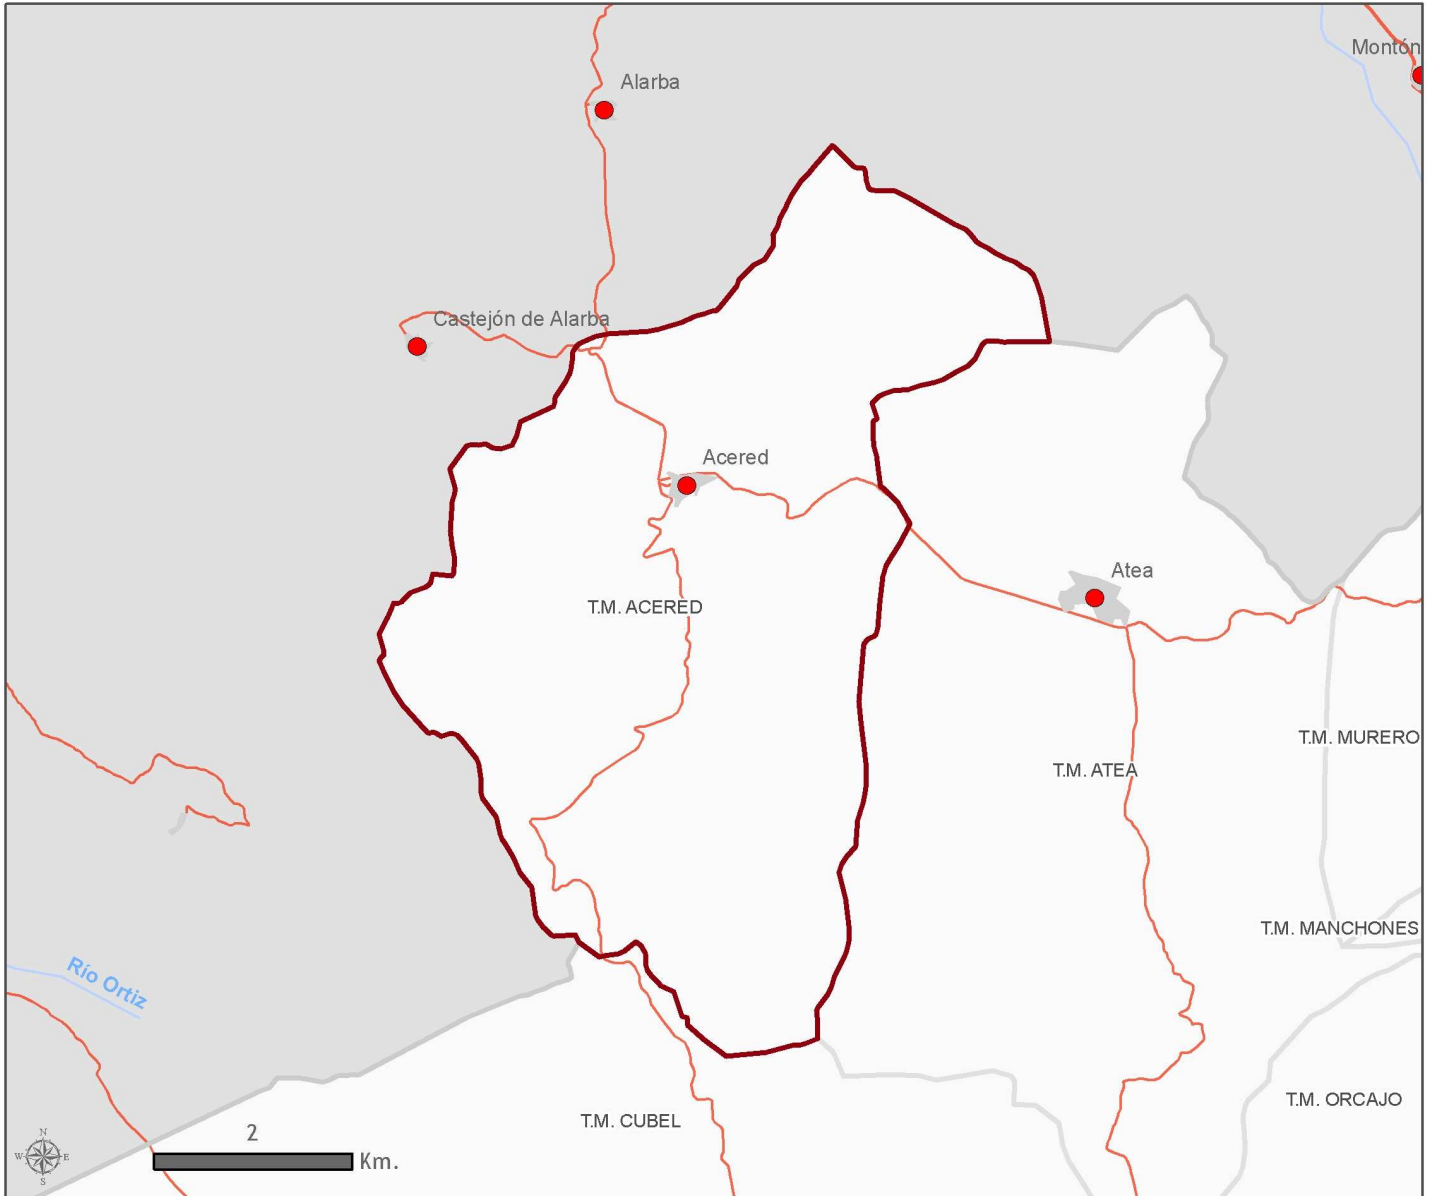 Montón
Alarba
Castejón de Alarba
Acered
Atea
T.M. ACERED
T.M. MURERO
T.M. ATEA
T.M. MANCHONES
Río Ortiz
T.M. ORCAJO
T.M. CUBEL
2
Km.
N
W E
S